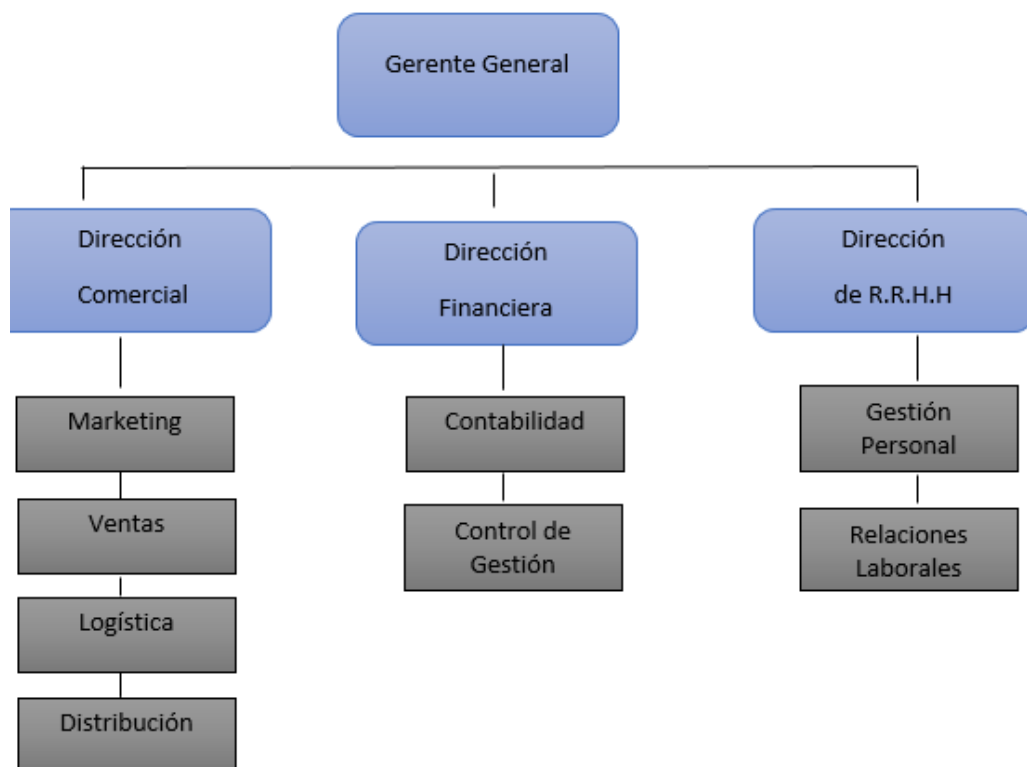 Gerente General
Dirección
Comercial
Dirección
Financiera
Dirección
de R.R.H.H
Marketing
Ventas
Logística
Distribución
Contabilidad
Control de
Gestión
Gestión
Personal
Relaciones
Laborales